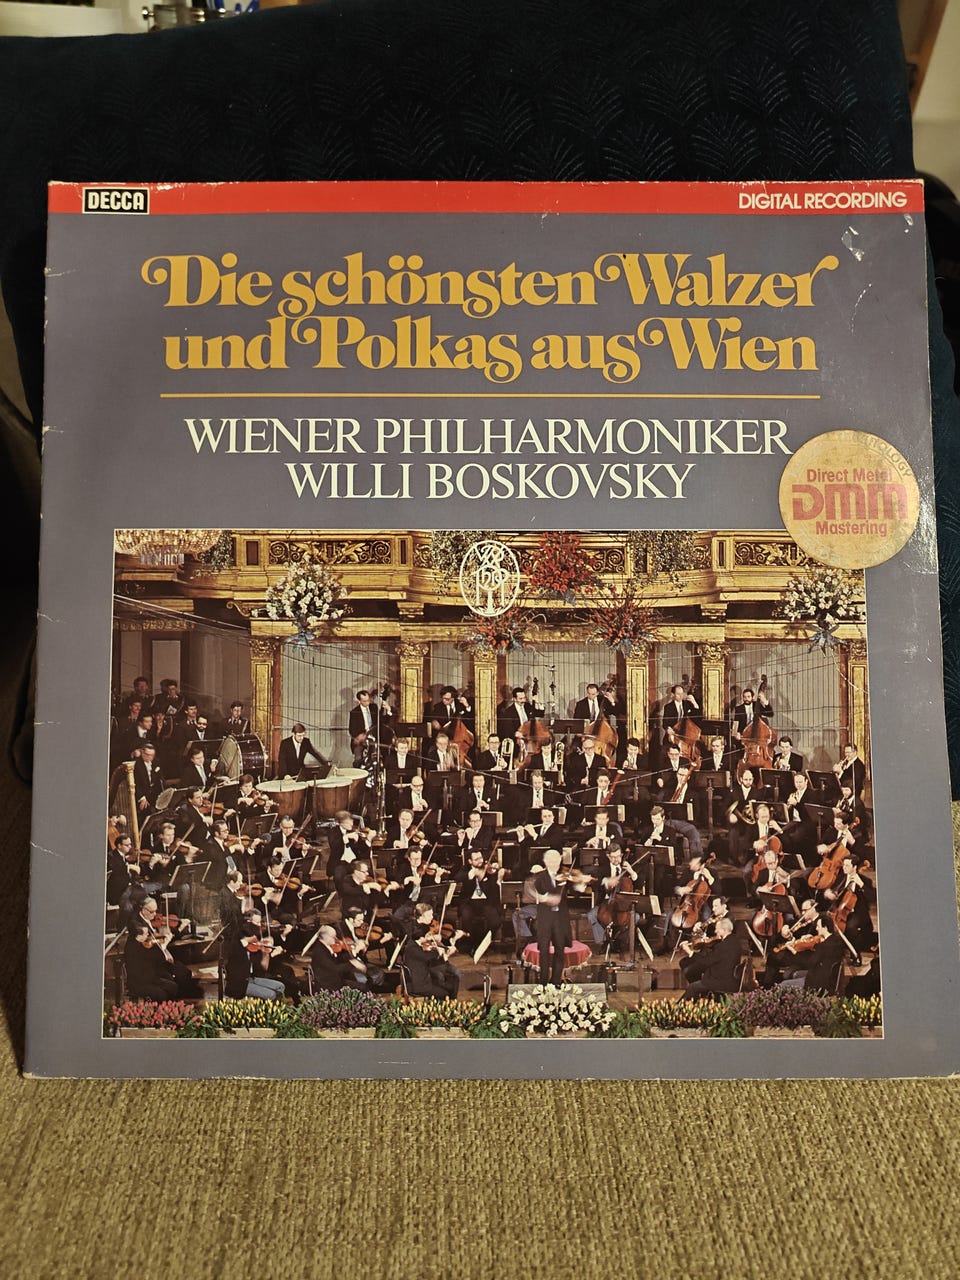 DECCA
DIGITAL RECORDING
Die schönsten Walzer
und Polkas aus Wien
WIENER PHILHARMONIKER
WILLI BOSKOVSKY
Direct Metal
DMM
Mastering